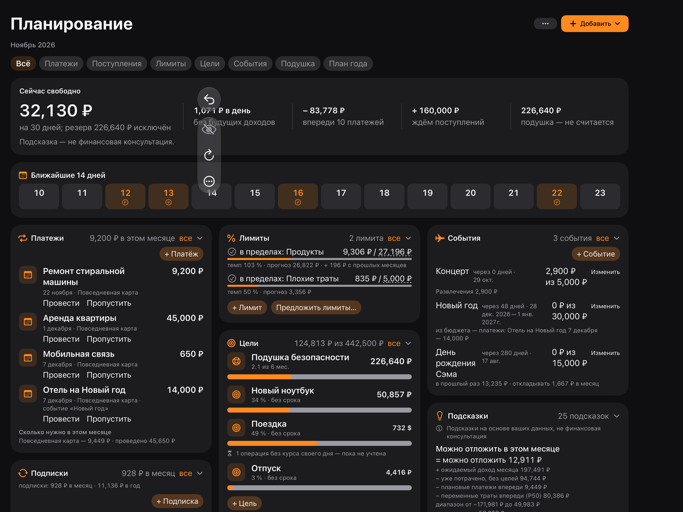 Планирование
Добавить
Ноябрь 2026
Всё Платежи Поступления Лимиты Цели События Подушка План года
Сейчас свободно
32,130 ₽
на 30 дней; резерв 226,640 ₽ исключён
Подсказка — не финансовая консультация.
1,071 ₽ в день
без будущих доходов
− 83,778 ₽
впереди 10 платежей
+ 160,000 ₽
ждём поступлений
226,640 ₽
подушка — не считается
Ближайшие 14 дней
10 11 12 13 14 15 16 17 18 19 20 21 22 23
Платежи 9,200 ₽ в этом месяце все
+ Платёж
Ремонт стиральной машины 9,200 ₽
22 ноября · Повседневная карта
Провести Пропустить
Аренда квартиры 45,000 ₽
1 декабря · Повседневная карта
Провести Пропустить
Мобильная связь 650 ₽
7 декабря · Повседневная карта
Провести Пропустить
Отель на Новый год 14,000 ₽
7 декабря · Повседневная карта ·
событие «Новый год»
Провести Пропустить
Сколько нужно в этом месяце
Повседневная карта — 9,449 ₽ · проведено 45,650 ₽
Подписки 928 ₽ в месяц все
подписки: 928 ₽ в месяц · 11,136 ₽ в год
+ Подписка
Лимиты 2 лимита все
в пределах: Продукты 9,306 ₽ / 27,196 ₽
темп 103 % · прогноз 26,822 ₽ · + 196 ₽ с прошлых месяцев
в пределах: Плохие траты 835 ₽ / 5,000 ₽
темп 50 % · прогноз 3,356 ₽
+ Лимит Предложить лимиты...
Цели 124,813 ₽ из 442,500 ₽ все
Подушка безопасности 226,640 ₽
2.1 из 6 мес.
Новый ноутбук 50,857 ₽
34 % · без срока
Поездка 732 $
49 % · без срока
1 операция без курса своего дня — пока не учтена
Отпуск 4,416 ₽
3 % · без срока
+ Цель
События 3 события все
+ Событие
Концерт через 0 дней · 29 окт. 2,900 ₽ из 5,000 ₽ Изменить
Развлечения 2,900 ₽
Новый год через 48 дней · 28 дек. 2026 — 1 янв. 2027 г. 0 ₽ из 30,000 ₽ Изменить
из бюджета — платежи: Отель на Новый год 7 декабря
— 14,000 ₽
День рождения Сэма через 280 дней · 17 авг. 0 ₽ из 15,000 ₽ Изменить
в прошлый раз 13,235 ₽ · откладывать 1,667 ₽ в месяц
Подсказки 25 подсказок
Подсказки на основе ваших данных, не финансовая
консультация
Можно отложить в этом месяце
= можно отложить 12,911 ₽
+ ожидаемый доход месяца 197,491 ₽
− уже потрачено, без целей 94,744 ₽
− плановые платежи впереди 9,449 ₽
− переменные траты впереди (P50) 80,386 ₽
диапазон от −171,981 ₽ до 49,983 ₽